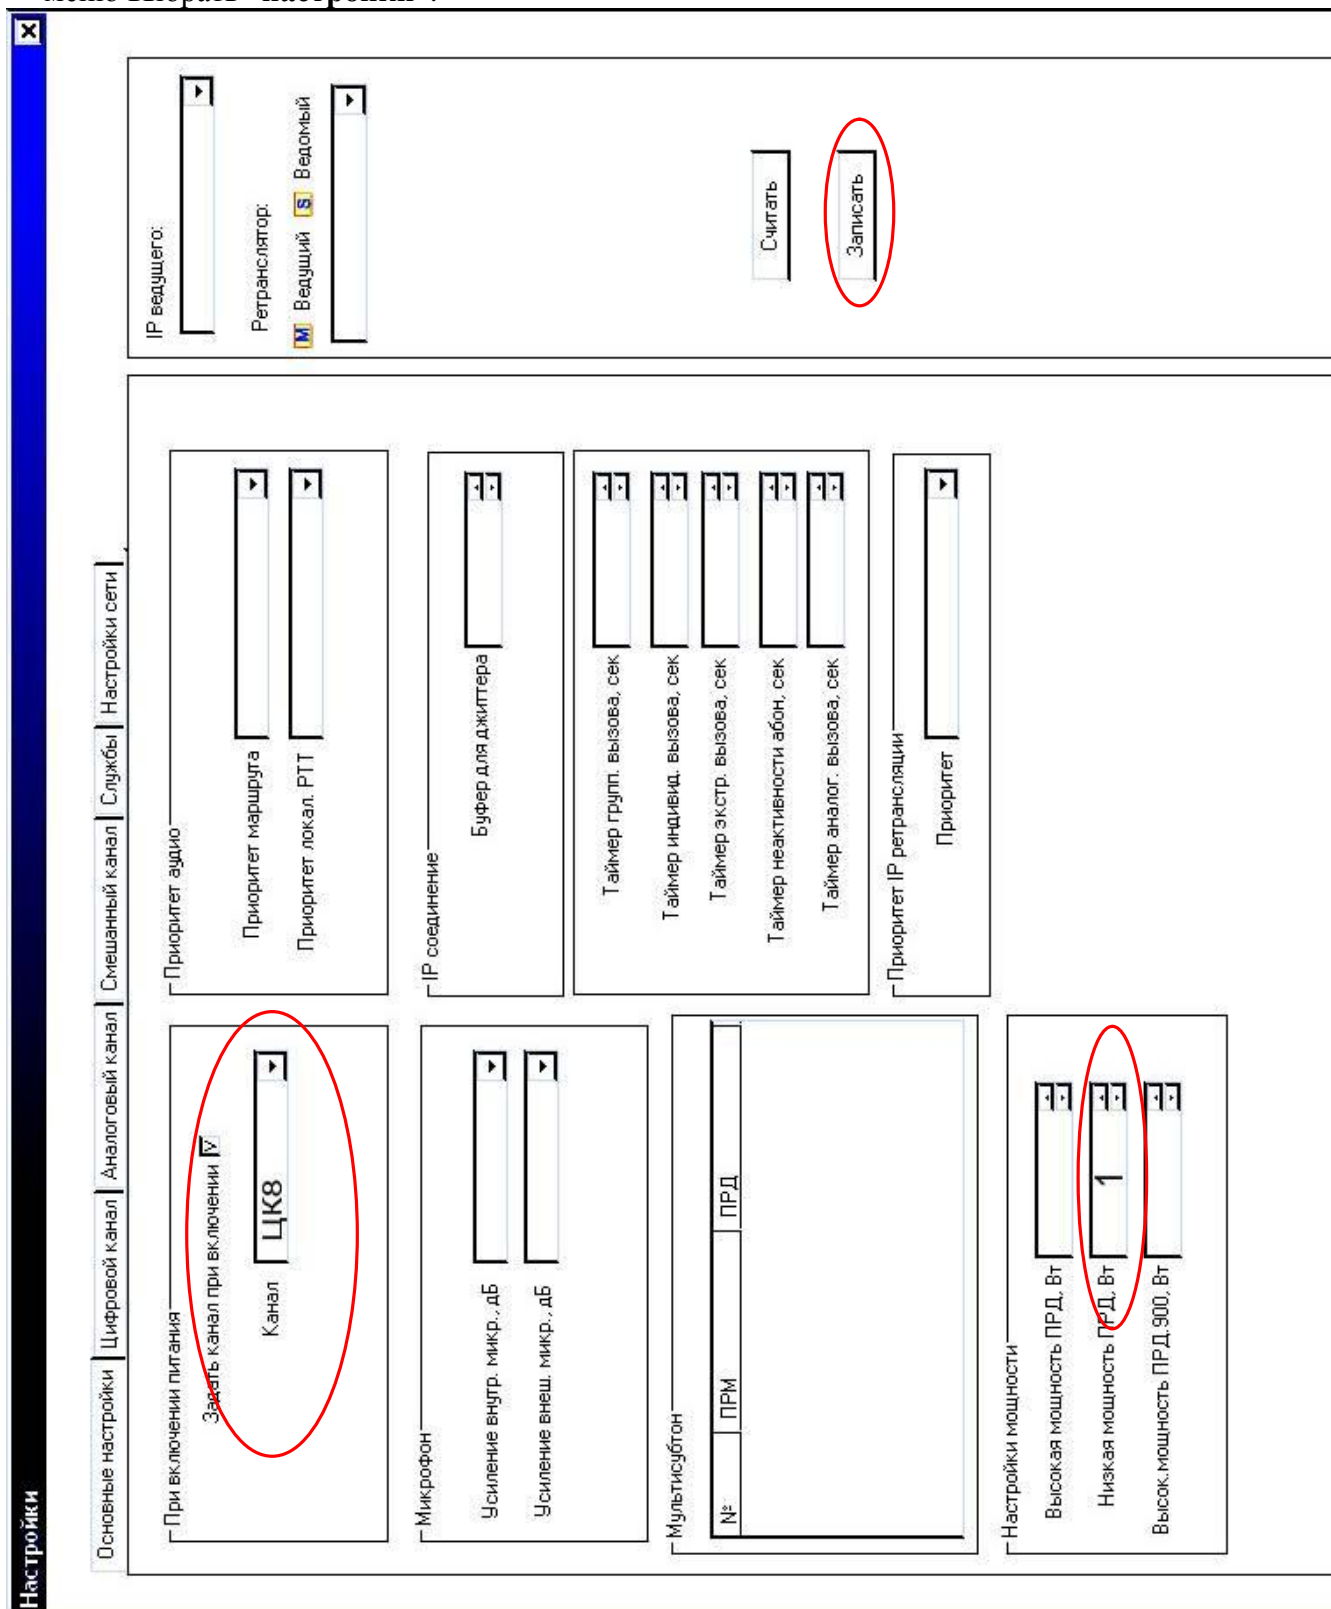 Настройки
Основные настройки
Цифровой канал
Аналоговый канал
Смешанный канал
Службы
Настройки сети
При включении питания
Задать канал при включении V
Канал
ЦК8
Микрофон
Усиление внутр. микр., дБ
Усиление внеш. микр., дБ
Мультисубтон
№
ПРМ
ПРД
Настройки мощности
Высокая мощность ПРД, Вт
Низкая мощность ПРД, Вт
1
Высок.мощность ПРД,900, Вт
Приоритет аудио
Приоритет маршрута
Приоритет локал. РТТ
IP соединение
Буфер для джиттера
Таймер групп. вызова, сек
Таймер индивид. вызова, сек
Таймер экстр. вызова, сек
Таймер неактивности абон, сек
Таймер аналог. вызова, сек
Приоритет IP ретрансляции
Приоритет
IP ведущего:
Ретранслятор:
M Ведущий S Ведомый
Считать
Записать